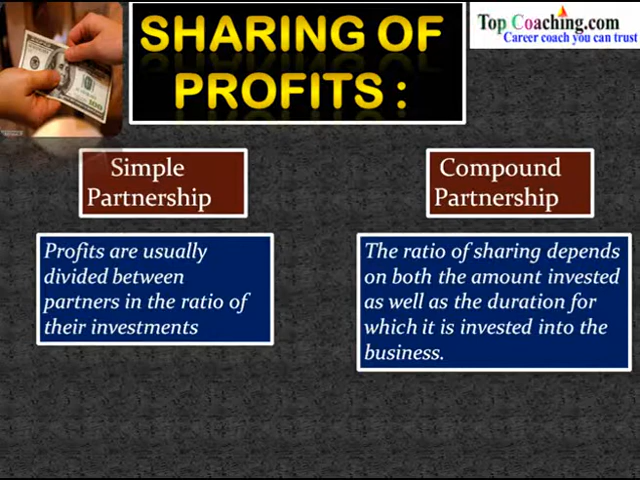 SHARING OF
PROFITS :
Top Coaching.com
Career coach you can trust
Simple
Partnership
Compound
Partnership
Profits are usually
divided between
partners in the ratio of
their investments
The ratio of sharing depends
on both the amount invested
as well as the duration for
which it is invested into the
business.